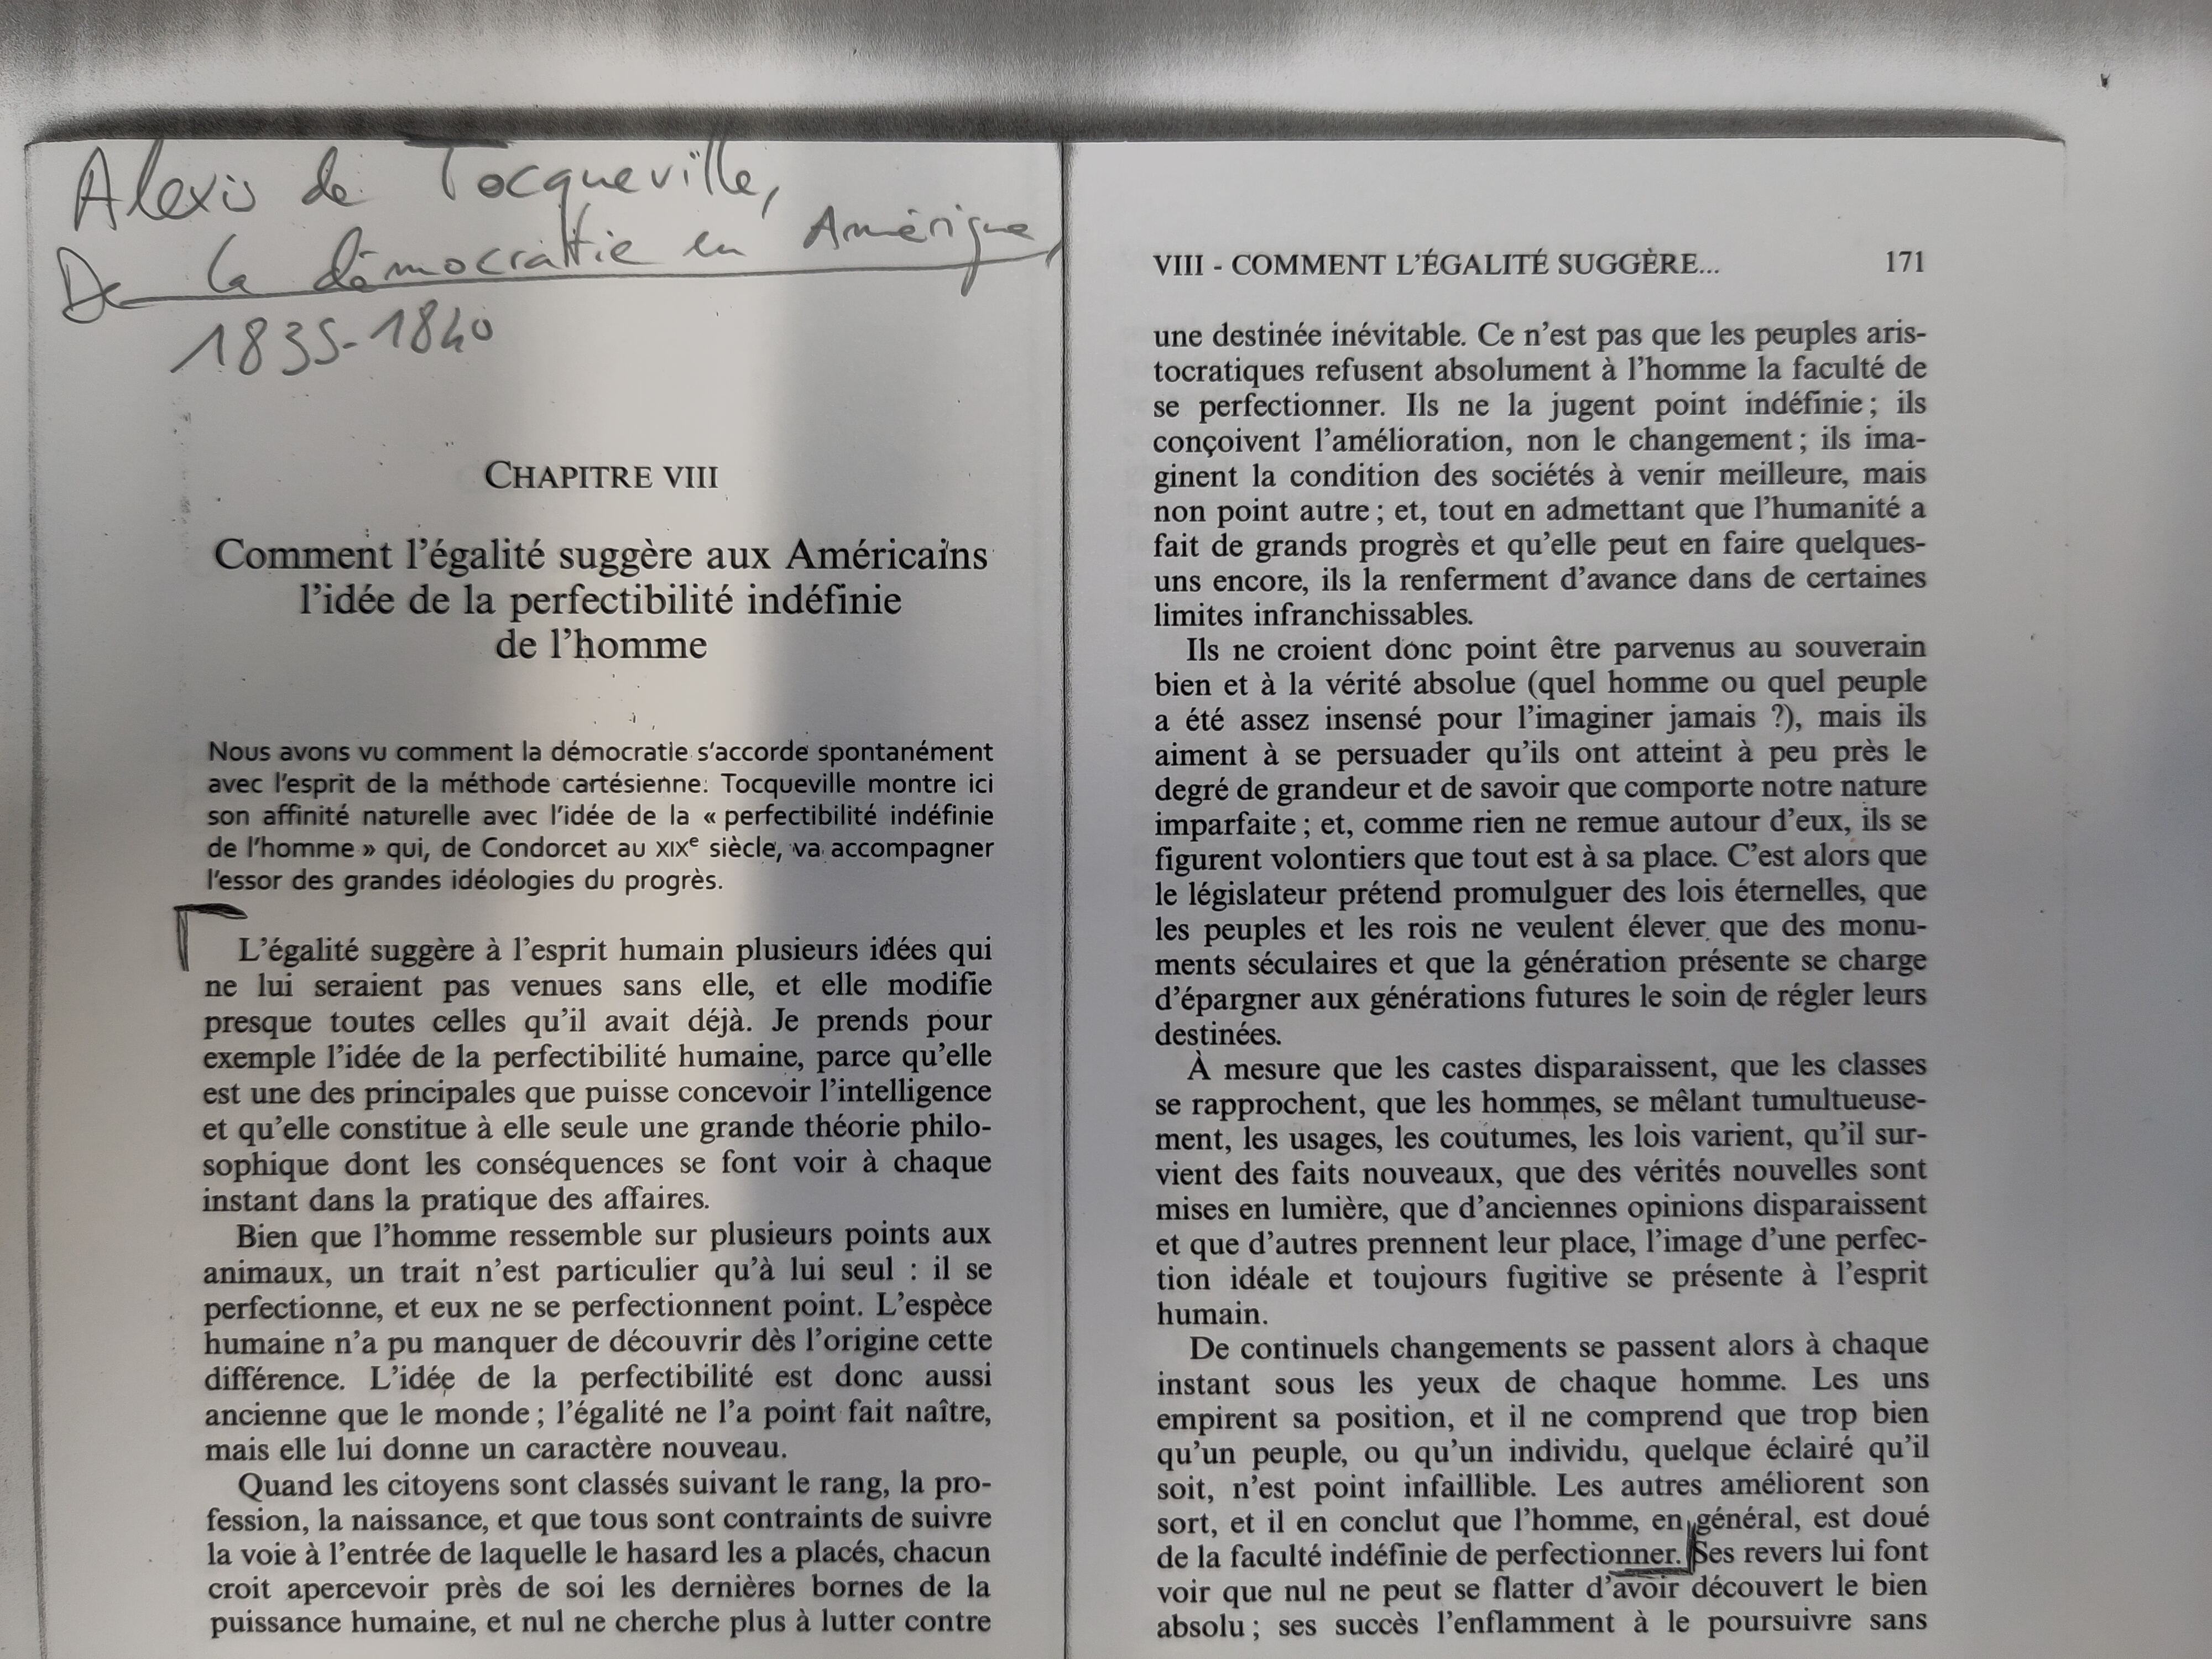 Alexis de Tocqueville,
De la démocratie en Amérique,
1835-1840
CHAPITRE VIII
Comment l'égalité suggère aux Américains
l'idée de la perfectibilité indéfinie
de l'homme
Nous avons vu comment la démocratie s'accorde spontanément
avec l'esprit de la méthode cartésienne: Tocqueville montre ici
son affinité naturelle avec l'idée de la « perfectibilité indéfinie
de l'homme » qui, de Condorcet au XIXe siècle, va accompagner
l'essor des grandes idéologies du progrès.
L'égalité suggère à l'esprit humain plusieurs idées qui
ne lui seraient pas venues sans elle, et elle modifie
presque toutes celles qu'il avait déjà. Je prends pour
exemple l'idée de la perfectibilité humaine, parce qu'elle
est une des principales que puisse concevoir l'intelligence
et qu'elle constitue à elle seule une grande théorie philo-
sophique dont les conséquences se font voir à chaque
instant dans la pratique des affaires.
Bien que l'homme ressemble sur plusieurs points aux
animaux, un trait n'est particulier qu'à lui seul : il se
perfectionne, et eux ne se perfectionnent point. L'espèce
humaine n'a pu manquer de découvrir dès l'origine cette
différence. L'idée de la perfectibilité est donc aussi
ancienne que le monde ; l'égalité ne l'a point fait naître,
mais elle lui donne un caractère nouveau.
Quand les citoyens sont classés suivant le rang, la pro-
fession, la naissance, et que tous sont contraints de suivre
la voie à l'entrée de laquelle le hasard les a placés, chacun
croit apercevoir près de soi les dernières bornes de la
puissance humaine, et nul ne cherche plus à lutter contre
VIII - COMMENT L'ÉGALITÉ SUGGÈRE... 171
une destinée inévitable. Ce n'est pas que les peuples aris-
tocratiques refusent absolument à l'homme la faculté de
se perfectionner. Ils ne la jugent point indéfinie ; ils
conçoivent l'amélioration, non le changement ; ils ima-
ginent la condition des sociétés à venir meilleure, mais
non point autre ; et, tout en admettant que l'humanité a
fait de grands progrès et qu'elle peut en faire quelques-
uns encore, ils la renferment d'avance dans de certaines
limites infranchissables.
Ils ne croient donc point être parvenus au souverain
bien et à la vérité absolue (quel homme ou quel peuple
a été assez insensé pour l'imaginer jamais ?), mais ils
aiment à se persuader qu'ils ont atteint à peu près le
degré de grandeur et de savoir que comporte notre nature
imparfaite ; et, comme rien ne remue autour d'eux, ils se
figurent volontiers que tout est à sa place. C'est alors que
le législateur prétend promulguer des lois éternelles, que
les peuples et les rois ne veulent élever que des monu-
ments séculaires et que la génération présente se charge
d'épargner aux générations futures le soin de régler leurs
destinées.
À mesure que les castes disparaissent, que les classes
se rapprochent, que les hommes, se mêlant tumultueuse-
ment, les usages, les coutumes, les lois varient, qu'il sur-
vient des faits nouveaux, que des vérités nouvelles sont
mises en lumière, que d'anciennes opinions disparaissent
et que d'autres prennent leur place, l'image d'une perfec-
tion idéale et toujours fugitive se présente à l'esprit
humain.
De continuels changements se passent alors à chaque
instant sous les yeux de chaque homme. Les uns
empirent sa position, et il ne comprend que trop bien
qu'un peuple, ou qu'un individu, quelque éclairé qu'il
soit, n'est point infaillible. Les autres améliorent son
sort, et il en conclut que l'homme, en général, est doué
de la faculté indéfinie de perfectionner. Ses revers lui font
voir que nul ne peut se flatter d'avoir découvert le bien
absolu ; ses succès l'enflamment à le poursuivre sans